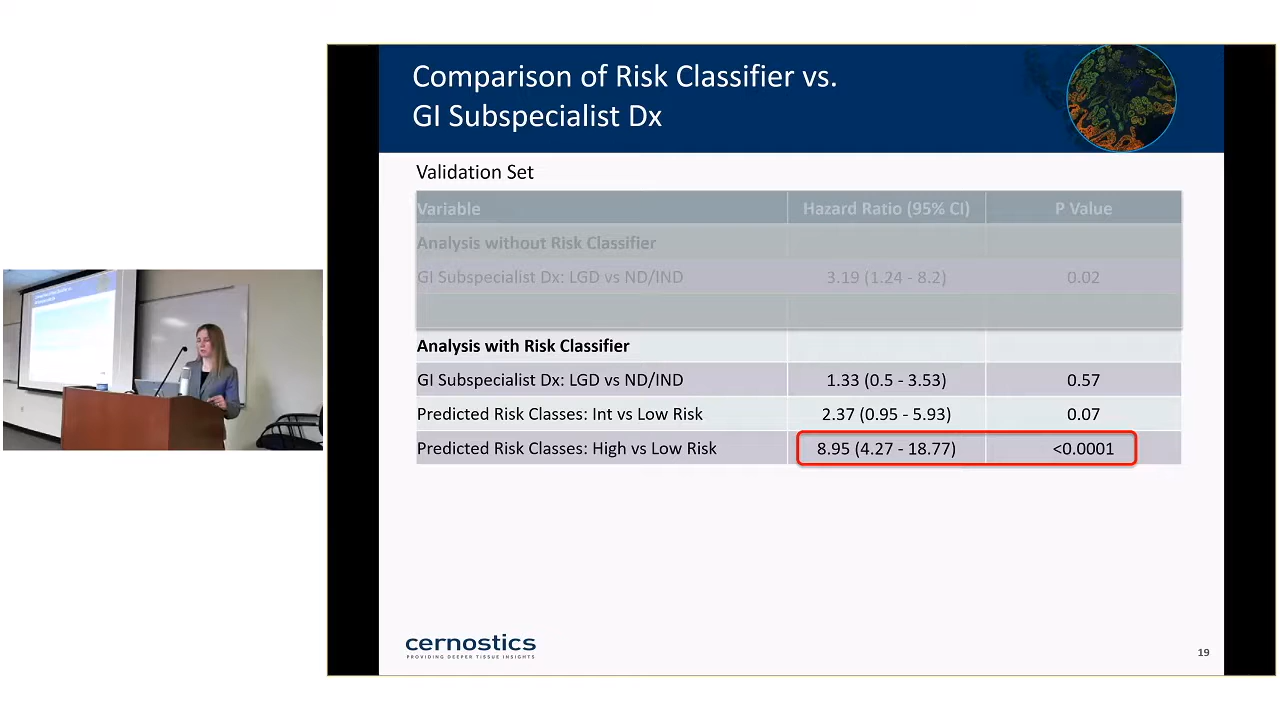 Comparison of Risk Classifier vs.
GI Subspecialist Dx
Validation Set
Variable Hazard Ratio (95% CI) P Value
Analysis without Risk Classifier
GI Subspecialist Dx: LGD vs ND/IND 3.19 (1.24 - 8.2) 0.02
Analysis with Risk Classifier
GI Subspecialist Dx: LGD vs ND/IND 1.33 (0.5 - 3.53) 0.57
Predicted Risk Classes: Int vs Low Risk 2.37 (0.95 - 5.93) 0.07
Predicted Risk Classes: High vs Low Risk 8.95 (4.27 - 18.77) <0.0001
cernostics
PROVIDING DEEPER TISSUE INSIGHTS
19